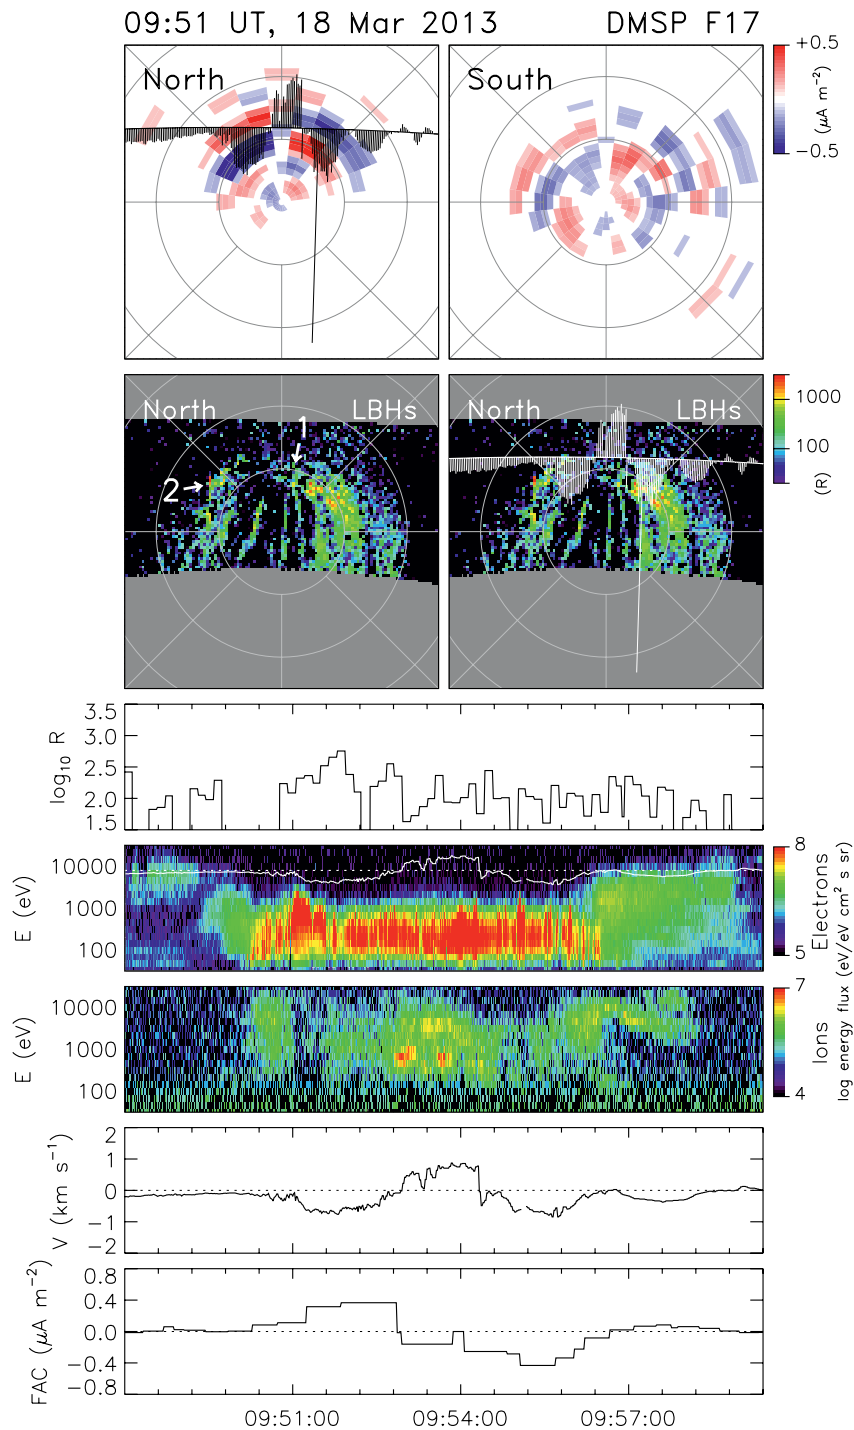 09:51 UT, 18 Mar 2013 DMSP F17
North
South
+0.5
(μA m⁻²)
−0.5
North LBHs
1
2
North LBHs
1000
100
(R)
log₁₀ R
3.5
3.0
2.5
2.0
1.5
E (eV)
10000
1000
100
8
5
Electrons
E (eV)
10000
1000
100
7
4
Ions
log energy flux (eV/eV cm² s sr)
V (km s⁻¹)
2
1
0
−1
−2
FAC (μA m⁻²)
0.8
0.4
0.0
−0.4
−0.8
09:51:00 09:54:00 09:57:00